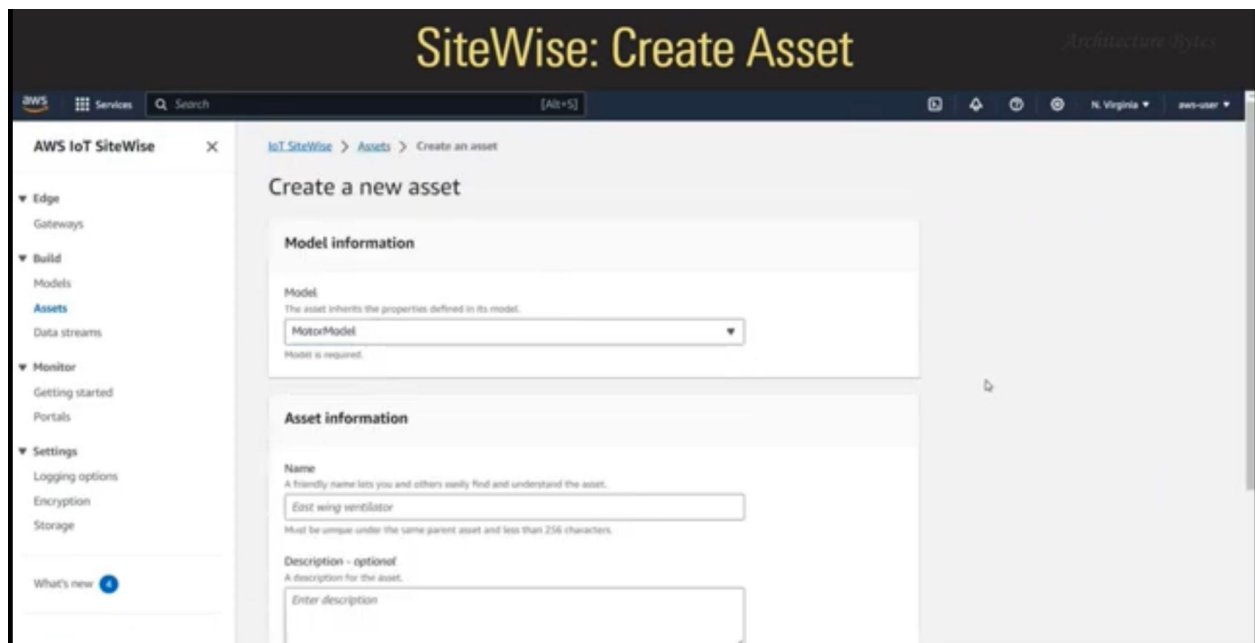 SiteWise: Create Asset
Architecture Bytes
aws
Services
Search
[Alt+S]
N. Virginia
aws-user
AWS IoT SiteWise
Edge
Gateways
Build
Models
Assets
Data streams
Monitor
Getting started
Portals
Settings
Logging options
Encryption
Storage
What's new 4
IoT SiteWise > Assets > Create an asset
Create a new asset
Model information
Model
The asset inherits the properties defined in its model.
MotorModel
Model is required.
Asset information
Name
A friendly name lets you and others easily find and understand the asset.
East wing ventilator
Must be unique under the same parent asset and less than 256 characters.
Description - optional
A description for the asset.
Enter description